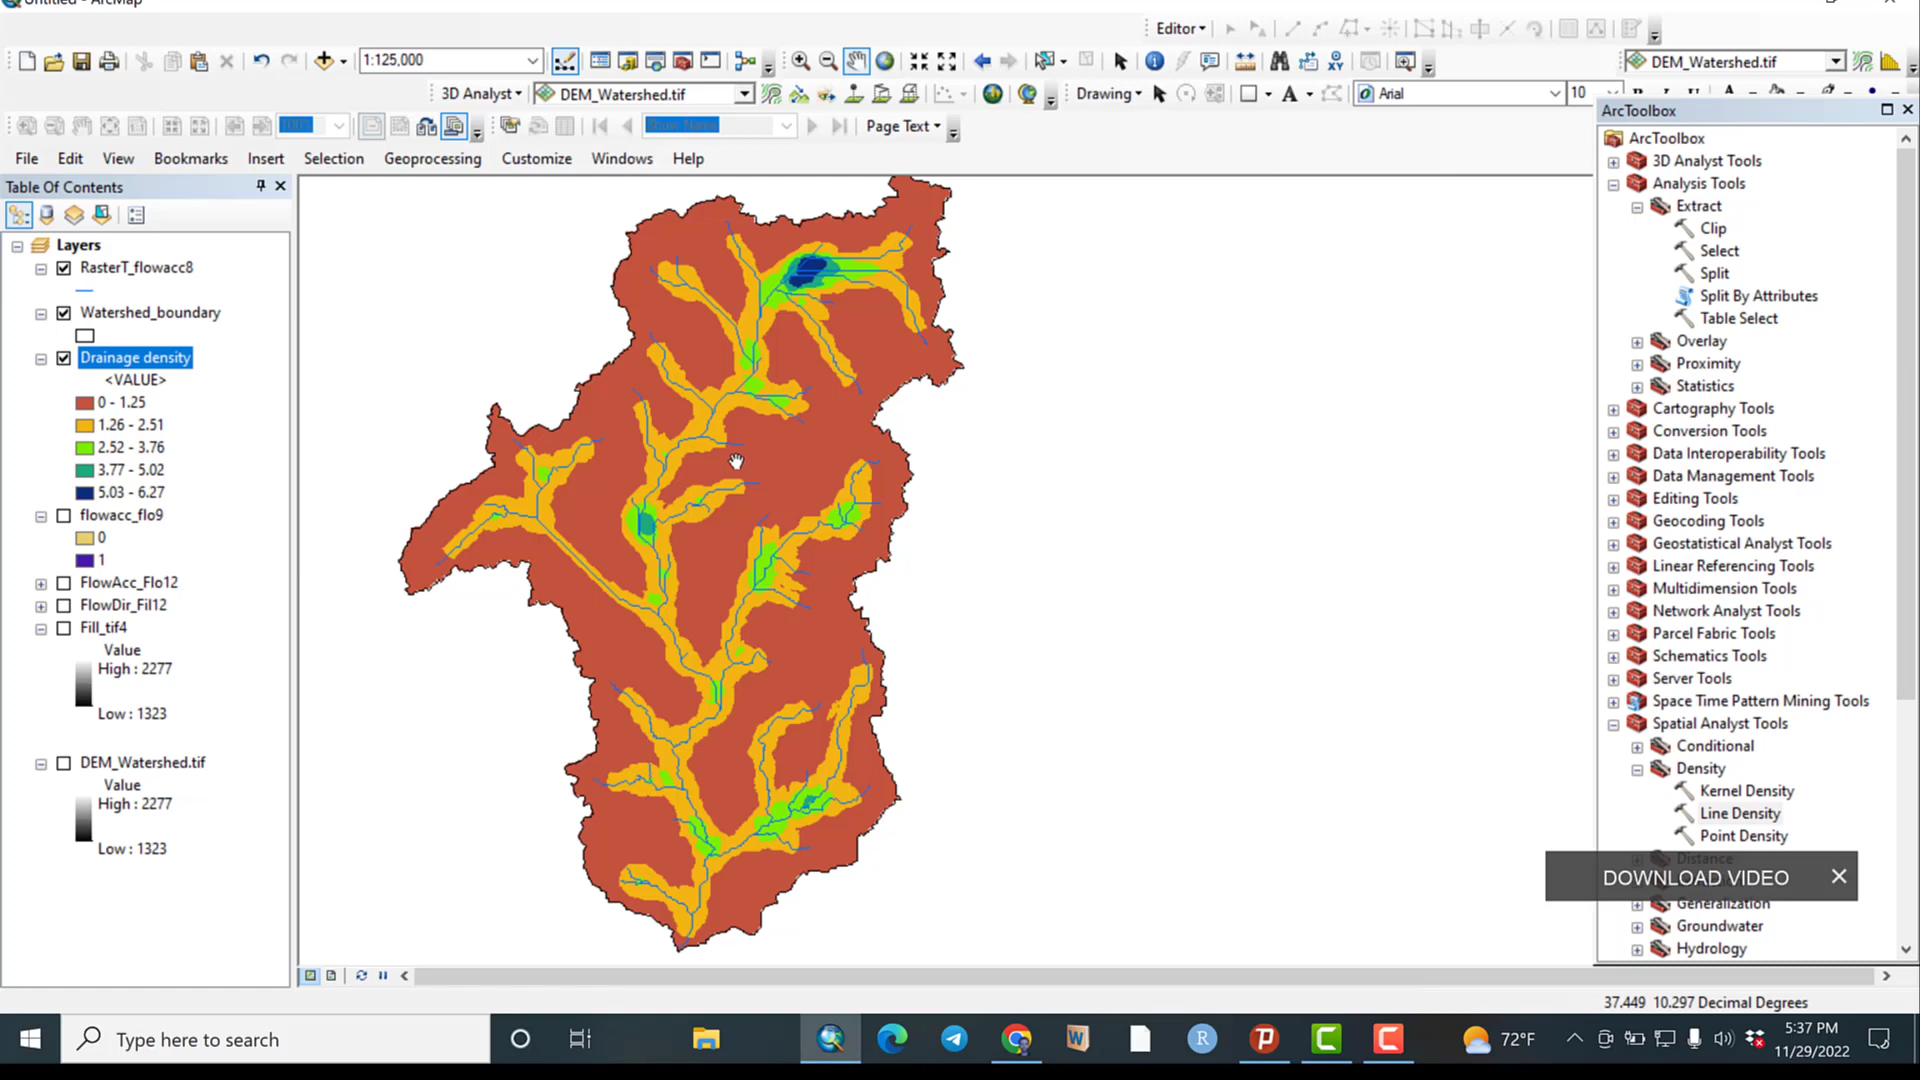 Untitled - ArcMap
Editor
1:125,000
DEM_Watershed.tif
3D Analyst DEM_Watershed.tif Drawing A Arial 10
100%
Page Text
File Edit View Bookmarks Insert Selection Geoprocessing Customize Windows Help
Table Of Contents
Layers
RasterT_flowacc8
Watershed_boundary
Drainage density
<VALUE>
0 - 1.25
1.26 - 2.51
2.52 - 3.76
3.77 - 5.02
5.03 - 6.27
flowacc_flo9
0
1
FlowAcc_Flo12
FlowDir_Fil12
Fill_tif4
Value
High : 2277
Low : 1323
DEM_Watershed.tif
Value
High : 2277
Low : 1323
ArcToolbox
ArcToolbox
3D Analyst Tools
Analysis Tools
Extract
Clip
Select
Split
Split By Attributes
Table Select
Overlay
Proximity
Statistics
Cartography Tools
Conversion Tools
Data Interoperability Tools
Data Management Tools
Editing Tools
Geocoding Tools
Geostatistical Analyst Tools
Linear Referencing Tools
Multidimension Tools
Network Analyst Tools
Parcel Fabric Tools
Schematics Tools
Server Tools
Space Time Pattern Mining Tools
Spatial Analyst Tools
Conditional
Density
Kernel Density
Line Density
Point Density
Distance
DOWNLOAD VIDEO
Generalization
Groundwater
Hydrology
37.449 10.297 Decimal Degrees
Type here to search
72°F
5:37 PM
11/29/2022